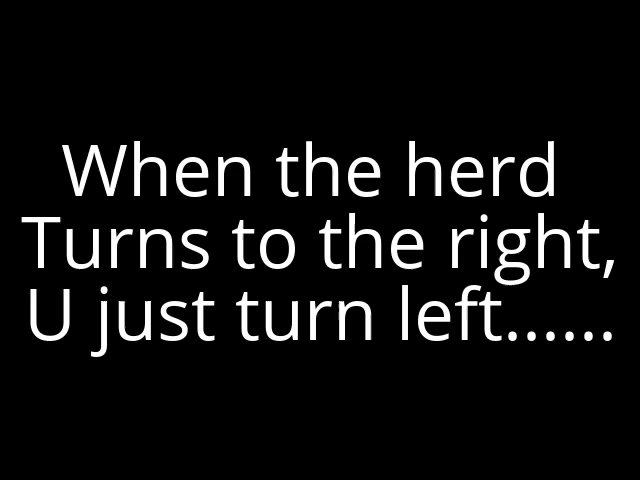 When the herd
Turns to the right,
U just turn left......